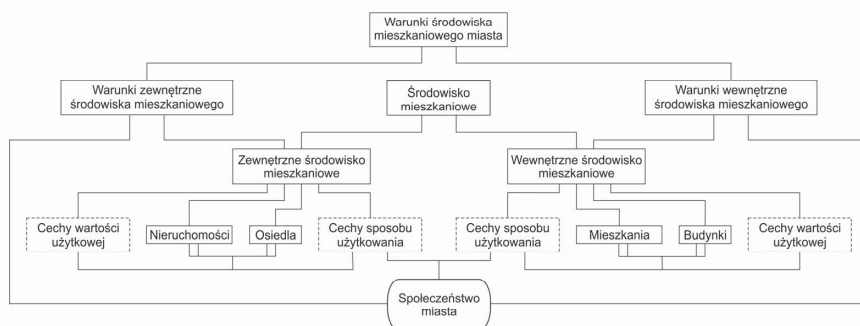 Warunki środowiska
mieszkaniowego miasta
Warunki zewnętrzne
środowiska mieszkaniowego
Środowisko
mieszkaniowe
Warunki wewnętrzne
środowiska mieszkaniowego
Zewnętrzne środowisko
mieszkaniowe
Wewnętrzne środowisko
mieszkaniowe
Cechy wartości
użytkowej
Nieruchomości
Osiedla
Cechy sposobu
użytkowania
Cechy sposobu
użytkowania
Mieszkania
Budynki
Cechy wartości
użytkowej
Społeczeństwo
miasta